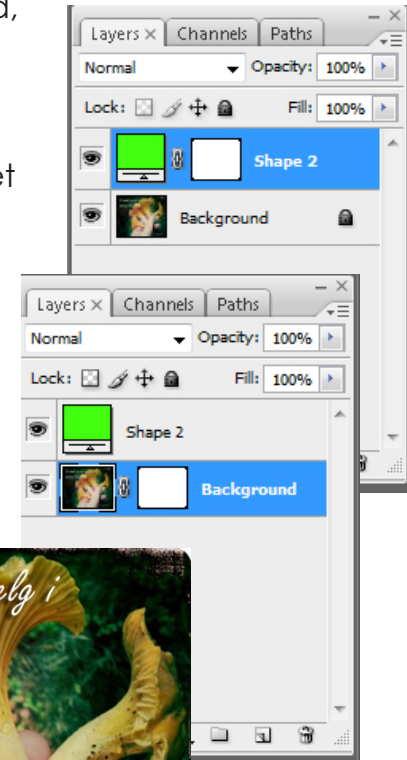 d,
et
Layers × Channels Paths
Normal Opacity: 100%
Lock: Fill: 100%
Shape 2
Background
Layers × Channels Paths
Normal Opacity: 100%
Lock: Fill: 100%
Shape 2
Background
elg i